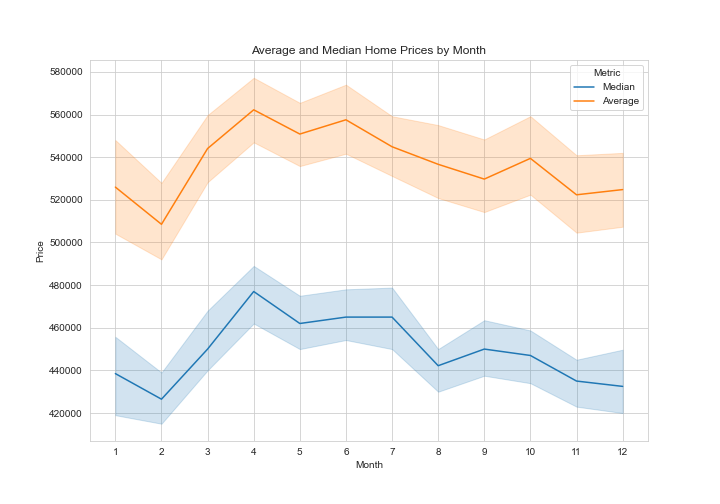 Average and Median Home Prices by Month
Metric
Median
Average
Price
580000
560000
540000
520000
500000
480000
460000
440000
420000
1 2 3 4 5 6 7 8 9 10 11 12
Month